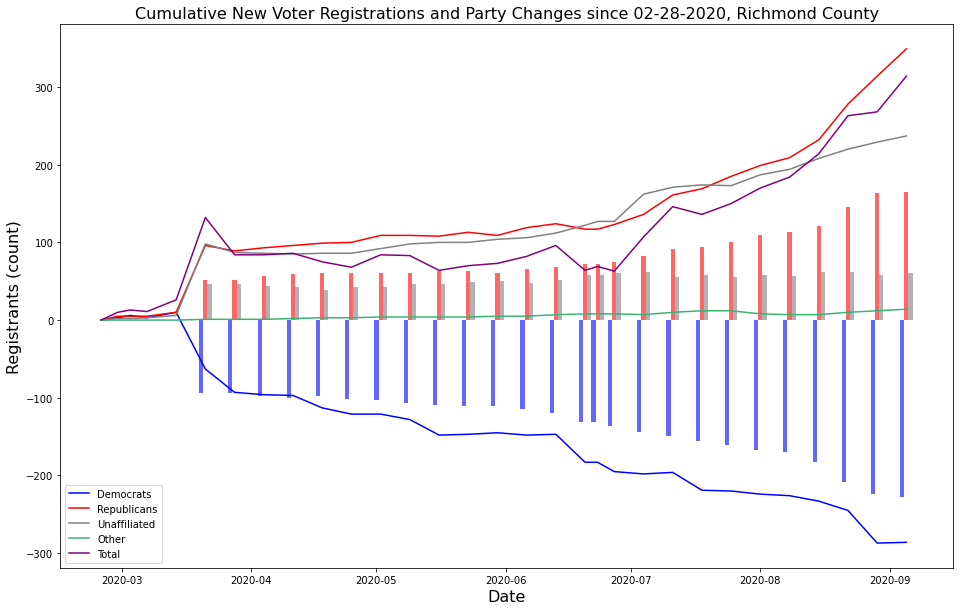 Cumulative New Voter Registrations and Party Changes since 02-28-2020, Richmond County
Registrants (count)
300
200
100
0
−100
−200
−300
Democrats
Republicans
Unaffiliated
Other
Total
2020-03 2020-04 2020-05 2020-06 2020-07 2020-08 2020-09
Date